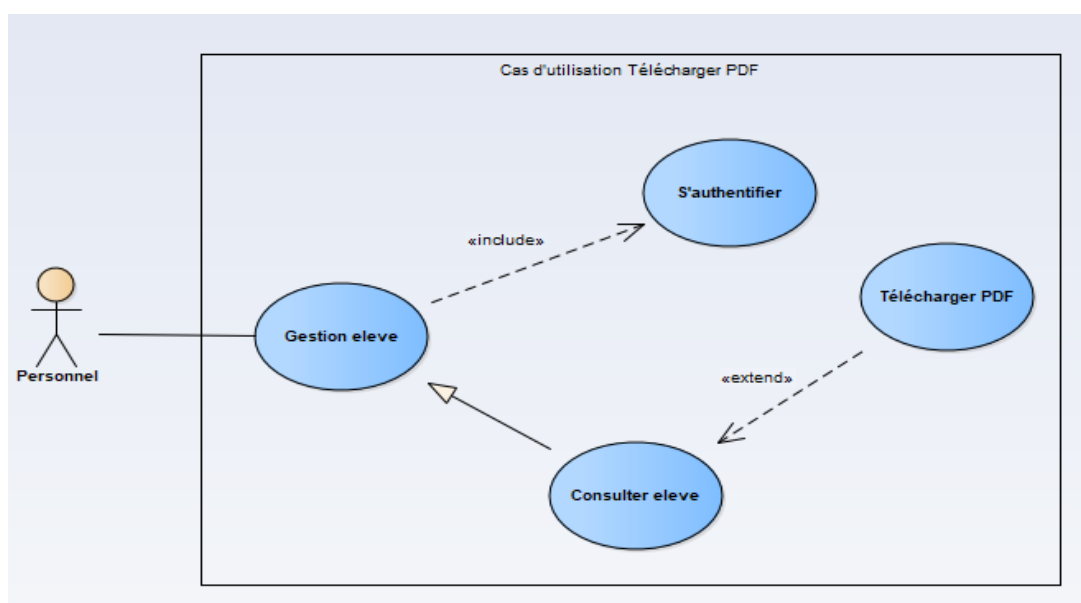 Cas d'utilisation Télécharger PDF
S'authentifier
«include»
Télécharger PDF
Gestion eleve
Personnel
«extend»
Consulter eleve